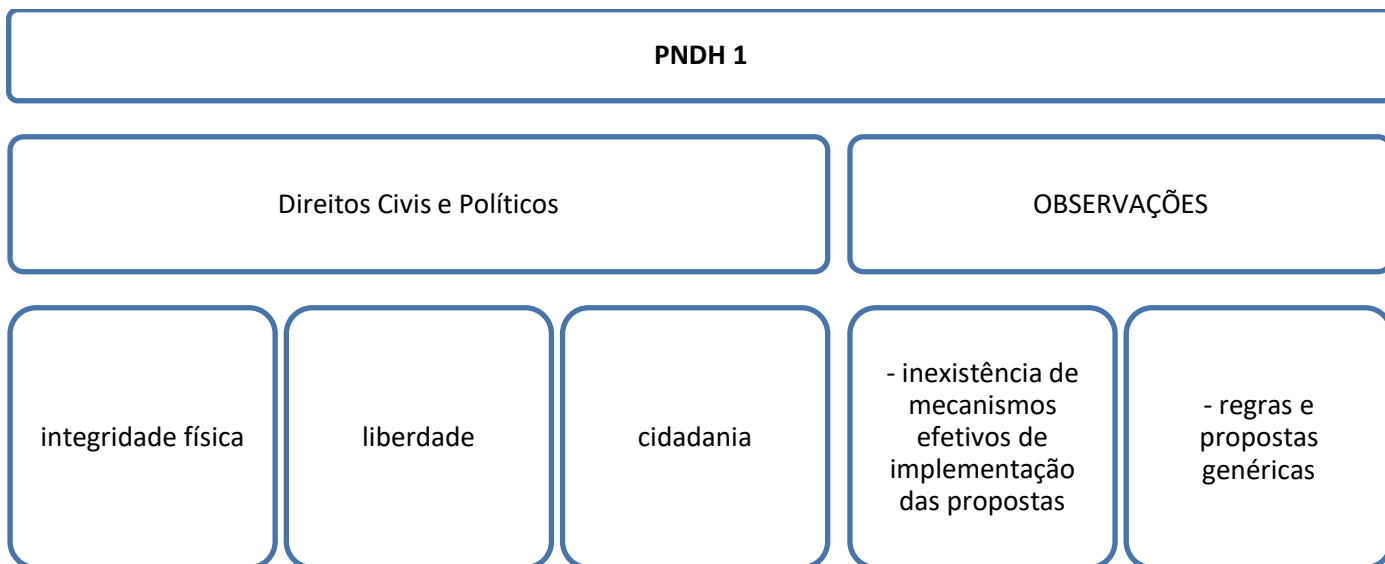 PNDH 1
Direitos Civis e Políticos
OBSERVAÇÕES
integridade física
liberdade
cidadania
- inexistência de
mecanismos
efetivos de
implementação
das propostas
- regras e
propostas
genéricas